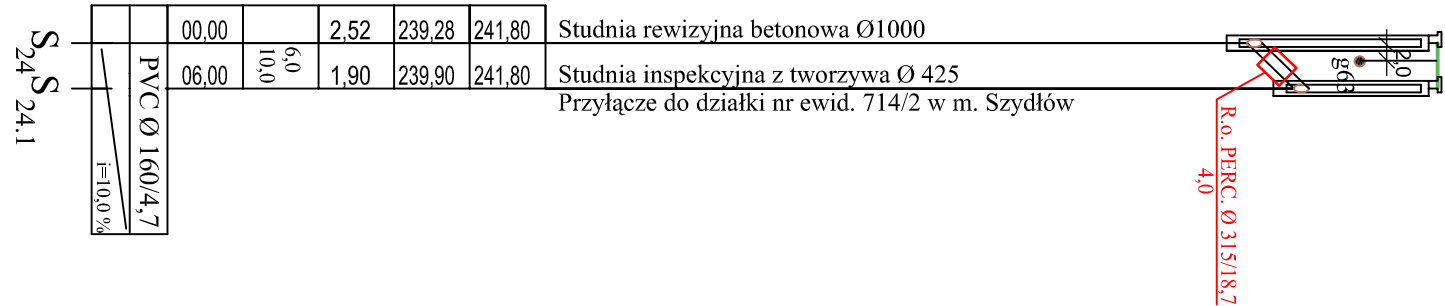 00,00 2,52 239,28 241,80 Studnia rewizyjna betonowa Ø1000
6,0
10,0
06,00 1,90 239,90 241,80 Studnia inspekcyjna z tworzywa Ø 425
Przyłącze do działki nr ewid. 714/2 w m. Szydłów
S24
S24.1
PVC Ø 160/4,7
i=10,0 %
2,0
g63
R.o. PERC. Ø 315/18,7
4,0